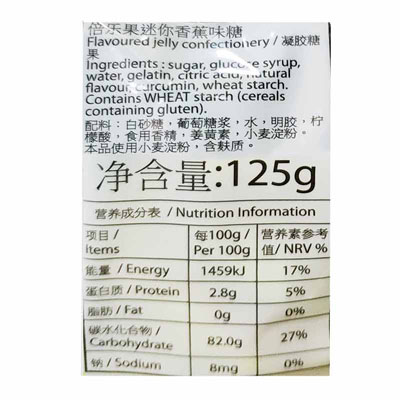 倍乐果迷你香蕉味糖
Flavoured jelly confectionery / 凝胶糖
果
Ingredients : sugar, glucose syrup,
water, gelatin, citric acid, natural
flavour, curcumin, wheat starch.
Contains WHEAT starch (cereals
containing gluten).
配料：白砂糖，葡萄糖浆，水，明胶，柠
檬酸，食用香精，姜黄素，小麦淀粉。
本品使用小麦淀粉，含麸质。
净含量:125g
营养成分表 / Nutrition Information
项目 / 每100g / 营养素参考
Items Per 100g 值/ NRV %
能量 / Energy 1459kJ 17%
蛋白质 / Protein 2.8g 5%
脂肪 / Fat 0g 0%
碳水化合物 /
Carbohydrate 82.0g 27%
钠 / Sodium 8mg 0%